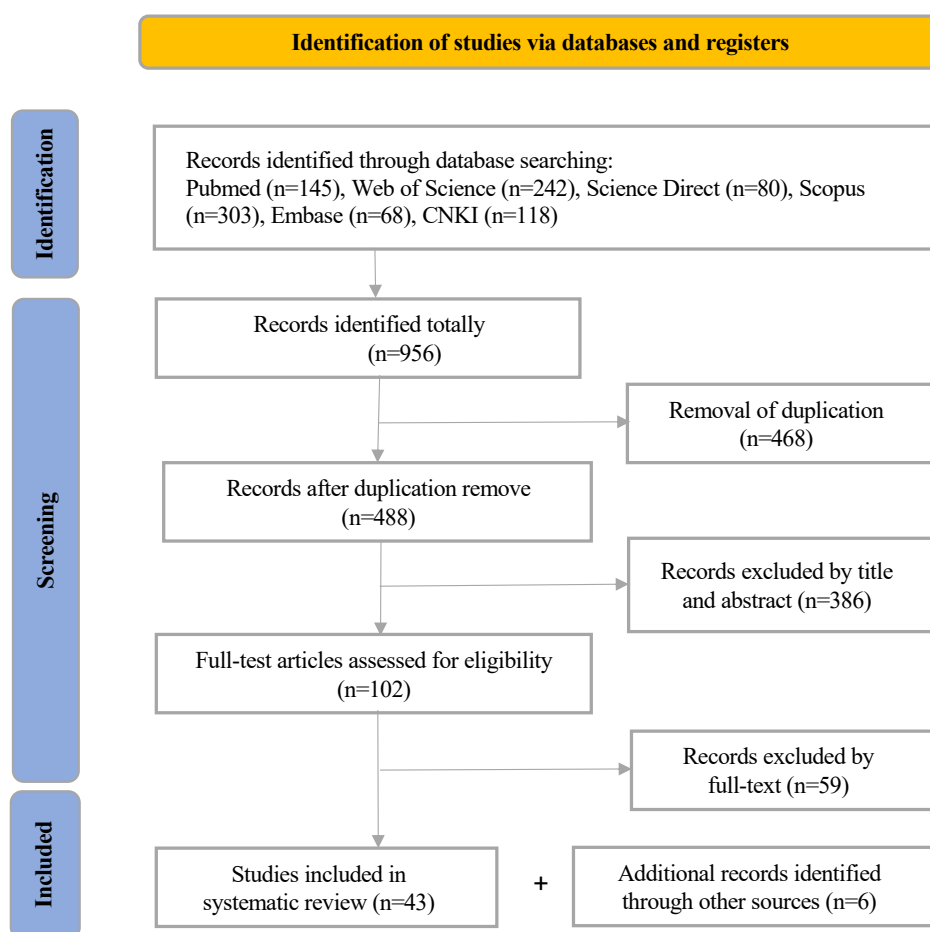 Identification of studies via databases and registers
Identification
Records identified through database searching:
Pubmed (n=145), Web of Science (n=242), Science Direct (n=80), Scopus
(n=303), Embase (n=68), CNKI (n=118)
Screening
Records identified totally
(n=956)
Removal of duplication
(n=468)
Records after duplication remove
(n=488)
Records excluded by title
and abstract (n=386)
Full-test articles assessed for eligibility
(n=102)
Records excluded by
full-text (n=59)
Included
Studies included in
systematic review (n=43)
+
Additional records identified
through other sources (n=6)